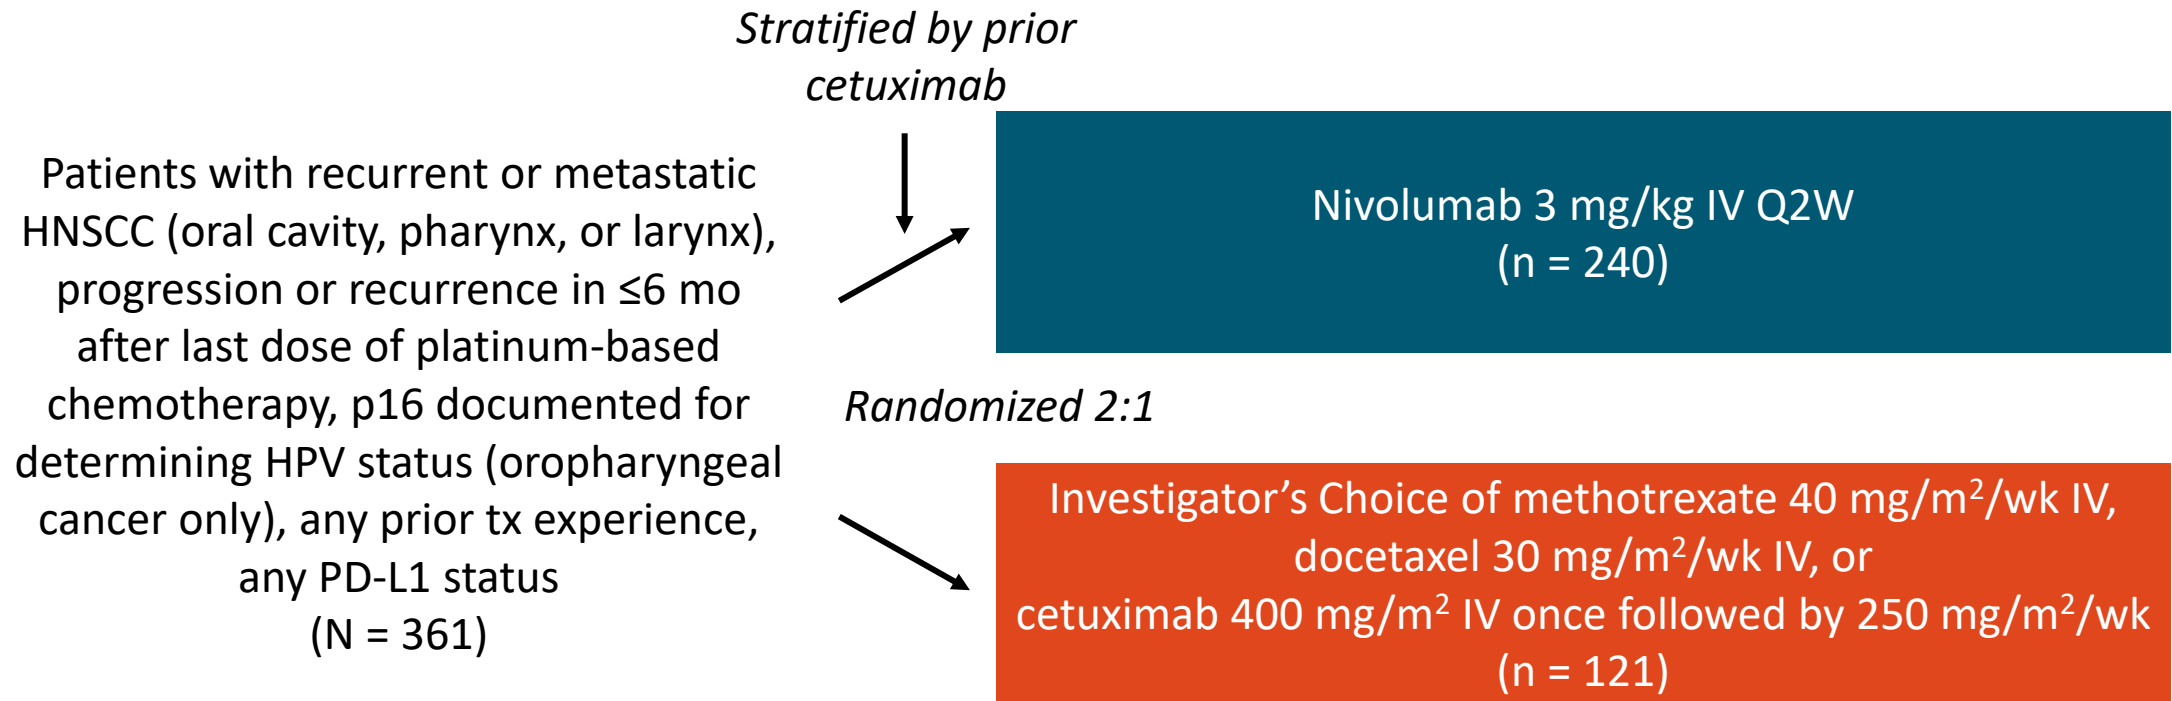 Stratified by prior
cetuximab
Patients with recurrent or metastatic
HNSCC (oral cavity, pharynx, or larynx),
progression or recurrence in ≤6 mo
after last dose of platinum-based
chemotherapy, p16 documented for
determining HPV status (oropharyngeal
cancer only), any prior tx experience,
any PD-L1 status
(N = 361)
Nivolumab 3 mg/kg IV Q2W
(n = 240)
Randomized 2:1
Investigator’s Choice of methotrexate 40 mg/m²/wk IV,
docetaxel 30 mg/m²/wk IV, or
cetuximab 400 mg/m² IV once followed by 250 mg/m²/wk
(n = 121)